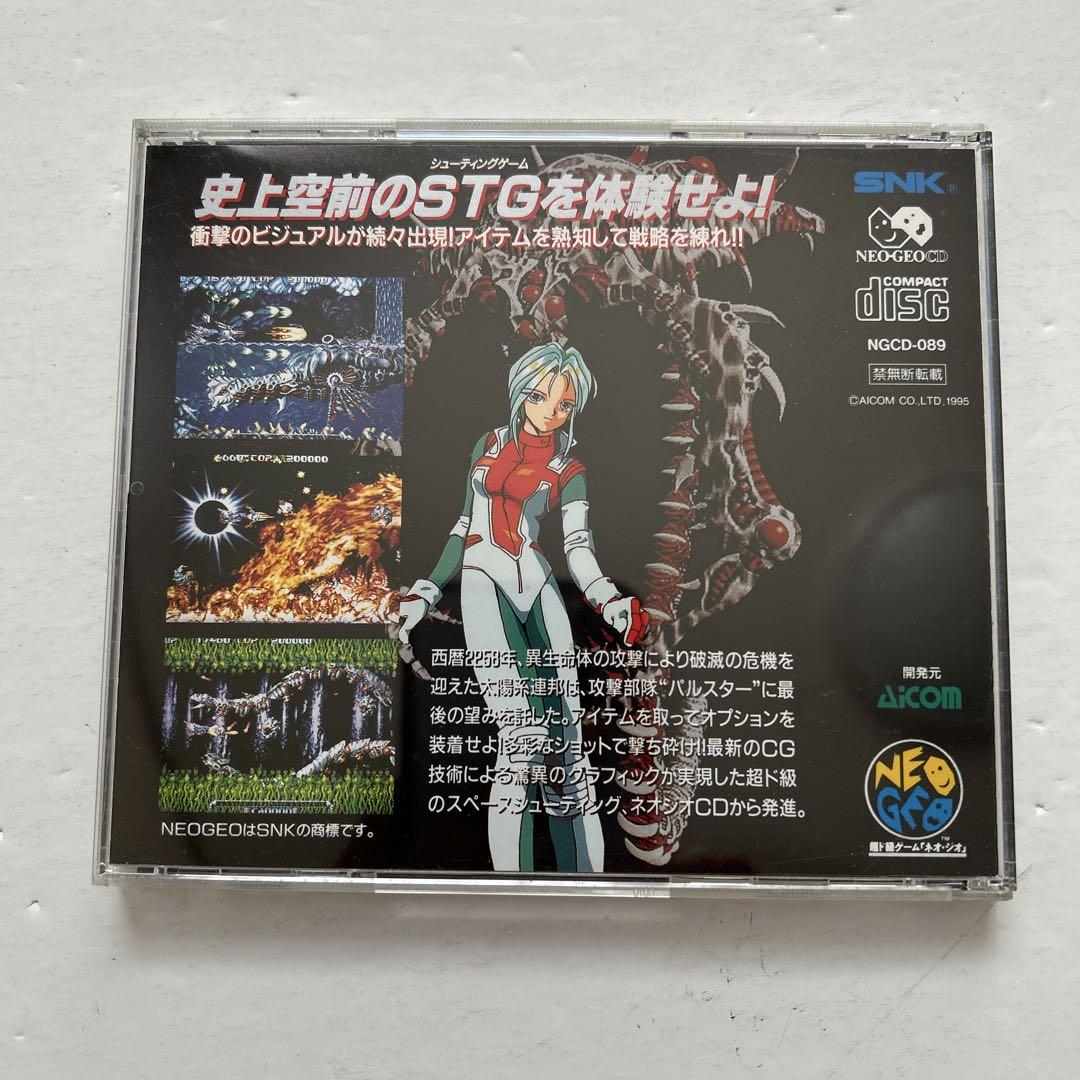 シューティングゲーム
史上空前のSTGを体験せよ!
衝撃のビジュアルが続々出現!アイテムを熟知して戦略を練れ!!
SNK®
NEO・GEO CD
COMPACT
disc
NGCD-089
禁無断転載
©AICOM CO.,LTD. 1995
COP 200000
660 COP 200000
17460 COP 200000
西暦2258年、異生命体の攻撃により破滅の危機を
迎えた太陽系連邦は、攻撃部隊“パルスター”に最
後の望みを託した。アイテムを取ってオプションを
装着せよ!多彩なショットで撃ち砕け!!最新のCG
技術による驚異のグラフィックが実現した超ド級
のスペースシューティング、ネオジオCDから発進。
NEOGEOはSNKの商標です。
開発元
AiCOM
NEO
GEO
TM
超ド級ゲーム「ネオ・ジオ」